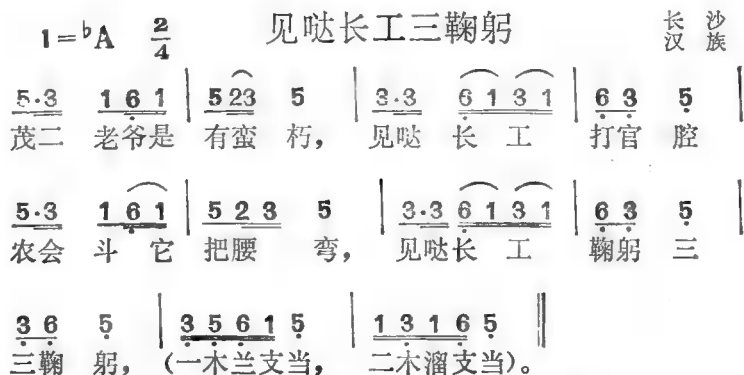 1=♭A 2/4 见哒长工三鞠躬 长沙汉族
5·3 1 6 1 | 5 23 5 | 3·3 6 1 3 1 | 6 3 5 |
茂二 老爷是 有蛮 朽， 见哒 长 工 打官 腔
5·3 1 6 1 | 5 2 3 5 | 3·3 6 1 3 1 | 6 3 5 |
农会 斗 它 把腰 弯， 见哒长 工 鞠躬 三
3 6 5 | 3 5 6 1 5 | 1 3 1 6 5 ‖
三鞠 躬，（一木兰支当， 二木溜支当）。